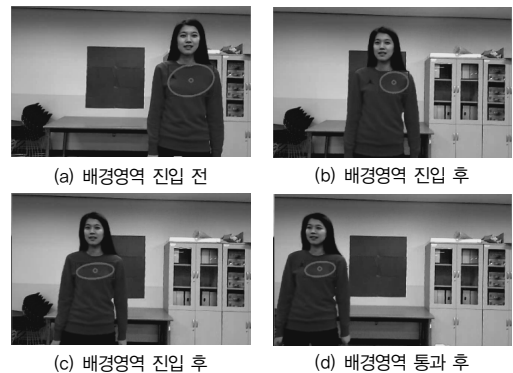 (a) 배경영역 진입 전
(b) 배경영역 진입 후
(c) 배경영역 진입 후
(d) 배경영역 통과 후